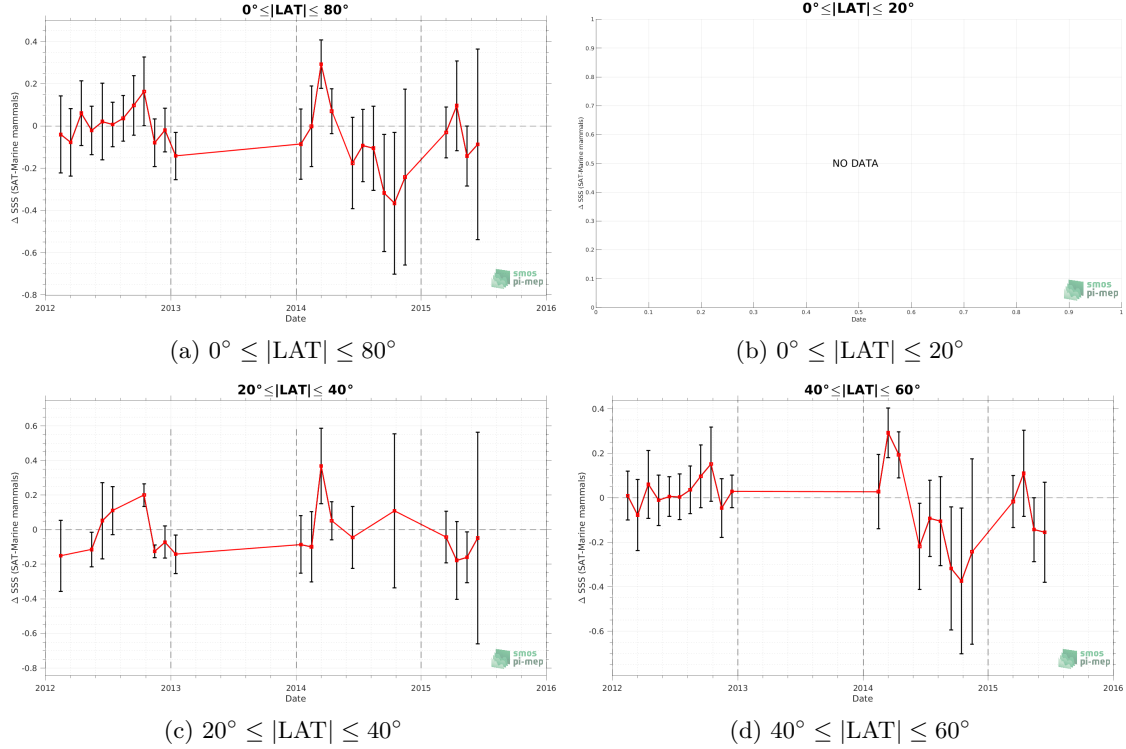 0°≤|LAT|≤ 80°
Δ SSS (SAT-Marine mammals)
0.4
0.2
0
-0.2
-0.4
-0.6
-0.8
2012
2013
2014
2015
2016
Date
smos
pi-mep
(a) 0° ≤ |LAT| ≤ 80°
0°≤|LAT|≤ 20°
Δ SSS (SAT-Marine mammals)
1
0.9
0.8
0.7
0.6
0.5
0.4
0.3
0.2
0.1
0
NO DATA
0
0.1
0.2
0.3
0.4
0.5
0.6
0.7
0.8
0.9
1
Date
smos
pi-mep
(b) 0° ≤ |LAT| ≤ 20°
20°≤|LAT|≤ 40°
Δ SSS (SAT-Marine mammals)
0.6
0.4
0.2
0
-0.2
-0.4
-0.6
-0.8
2012
2013
2014
2015
2016
Date
smos
pi-mep
(c) 20° ≤ |LAT| ≤ 40°
40°≤|LAT|≤ 60°
Δ SSS (SAT-Marine mammals)
0.4
0.2
0
-0.2
-0.4
-0.6
2012
2013
2014
2015
2016
Date
smos
pi-mep
(d) 40° ≤ |LAT| ≤ 60°